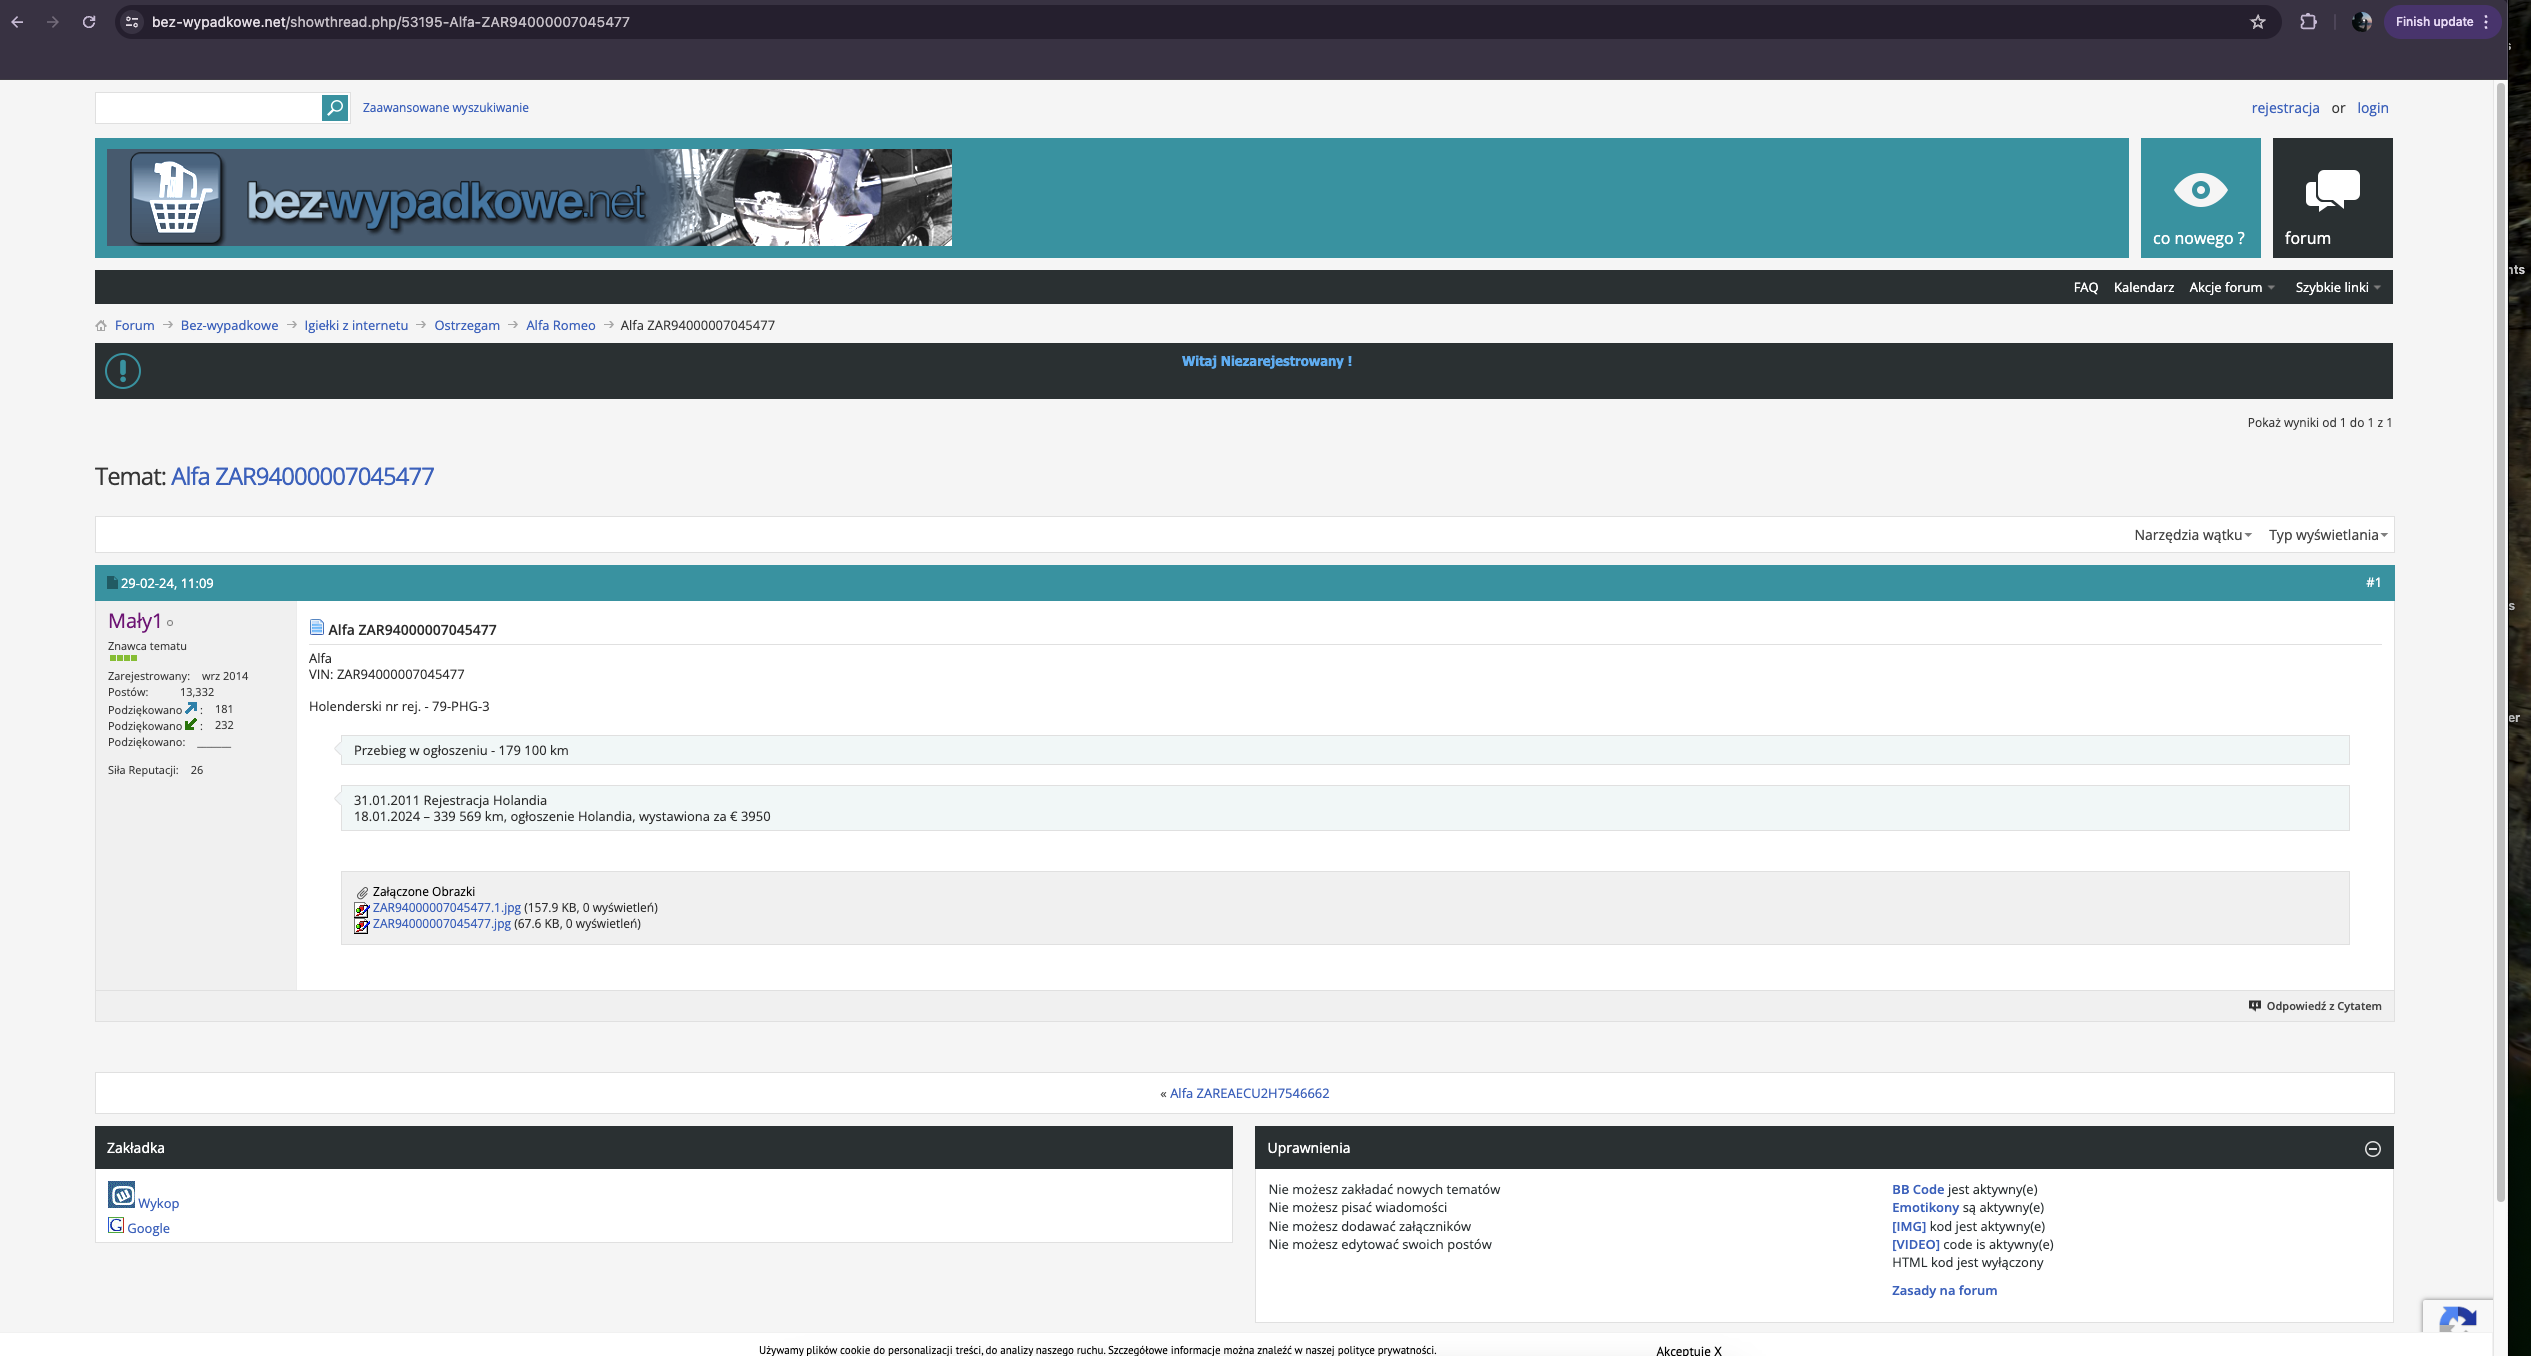 bez-wypadkowe.net/showthread.php/53195-Alfa-ZAR94000007045477
Finish update
Zaawansowane wyszukiwanie
rejestracja or login
bez-wypadkowe.net
co nowego ?
forum
FAQ Kalendarz Akcje forum Szybkie linki
Forum Bez-wypadkowe Igiełki z internetu Ostrzegam Alfa Romeo Alfa ZAR94000007045477
Witaj Niezarejestrowany !
Pokaż wyniki od 1 do 1 z 1
Temat: Alfa ZAR94000007045477
Narzędzia wątku Typ wyświetlania
29-02-24, 11:09 #1
Mały1
Znawca tematu
Zarejestrowany: wrz 2014
Postów: 13,332
Podziękowano : 181
Podziękowano : 232
Podziękowano: ______
Siła Reputacji: 26
Alfa ZAR94000007045477
Alfa
VIN: ZAR94000007045477
Holenderski nr rej. - 79-PHG-3
Przebieg w ogłoszeniu - 179 100 km
31.01.2011 Rejestracja Holandia
18.01.2024 – 339 569 km, ogłoszenie Holandia, wystawiona za € 3950
Załączone Obrazki
ZAR94000007045477.1.jpg (157.9 KB, 0 wyświetleń)
ZAR94000007045477.jpg (67.6 KB, 0 wyświetleń)
Odpowiedź z Cytatem
« Alfa ZAREAECU2H7546662
Zakładka
Wykop
Google
Uprawnienia
Nie możesz zakładać nowych tematów
Nie możesz pisać wiadomości
Nie możesz dodawać załączników
Nie możesz edytować swoich postów
BB Code jest aktywny(e)
Emotikony są aktywny(e)
[IMG] kod jest aktywny(e)
[VIDEO] code is aktywny(e)
HTML kod jest wyłączony
Zasady na forum
Używamy plików cookie do personalizacji treści, do analizy naszego ruchu. Szczegółowe informacje można znaleźć w naszej polityce prywatności.
Akceptuje X